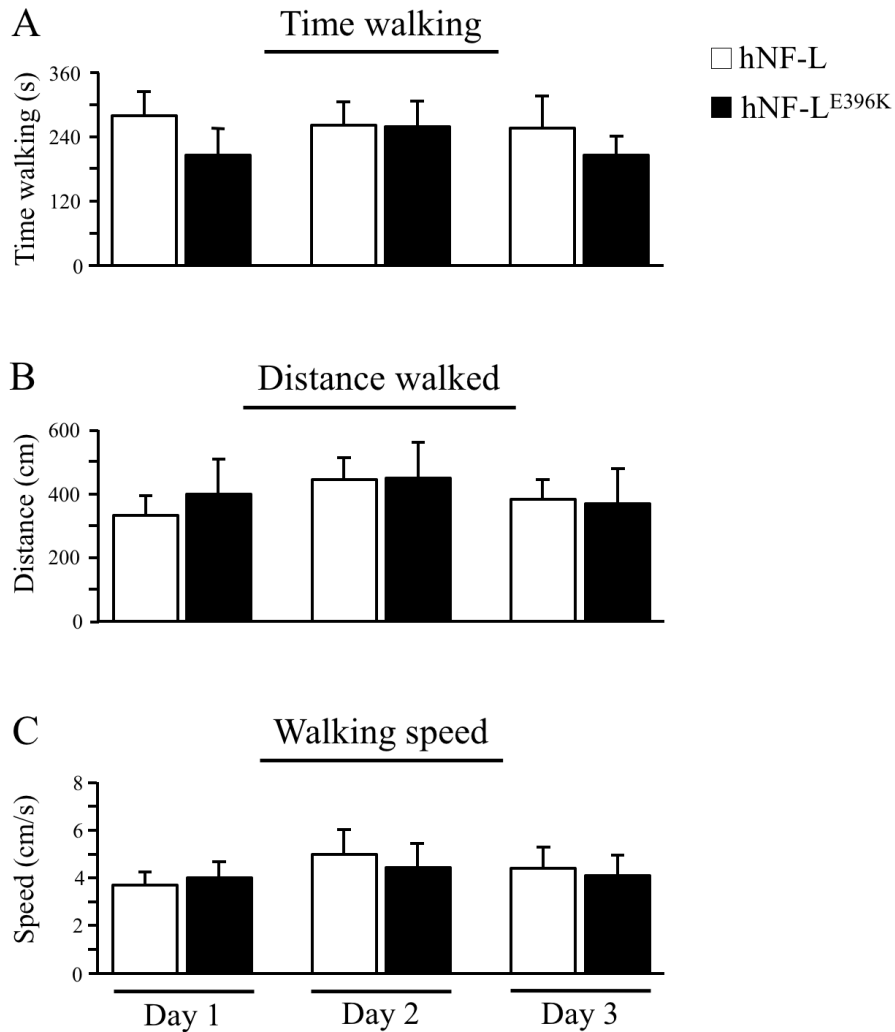 A
Time walking
hNF-L
hNF-L^E396K
Time walking (s)
360
240
120
0
B
Distance walked
Distance (cm)
600
400
200
0
C
Walking speed
Speed (cm/s)
8
6
4
2
0
Day 1
Day 2
Day 3